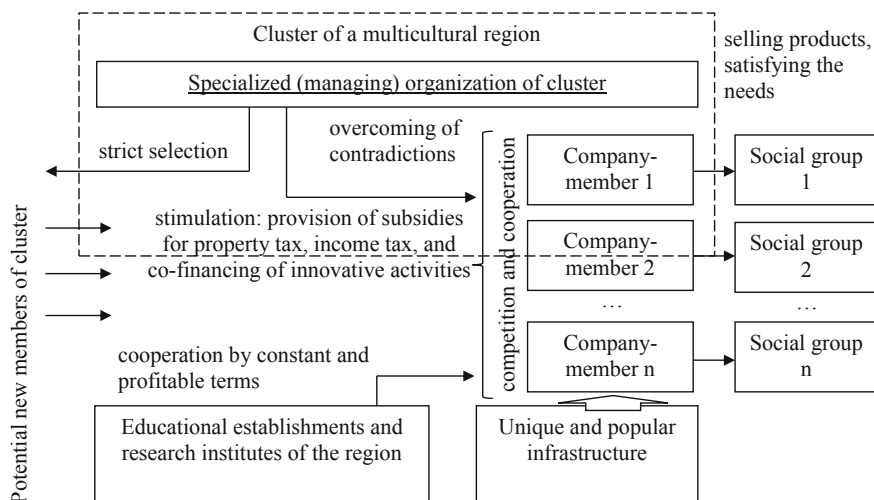 Cluster of a multicultural region
selling products,
satisfying the
needs
Specialized (managing) organization of cluster
strict selection
overcoming of
contradictions
stimulation: provision of subsidies
for property tax, income tax, and
co-financing of innovative activities
cooperation by constant and
profitable terms
Potential new members of cluster
competition and cooperation
Company-
member 1
Social group
1
Company-
member 2
Social group
2
…
…
Company-
member n
Social group
n
Educational establishments and
research institutes of the region
Unique and popular
infrastructure